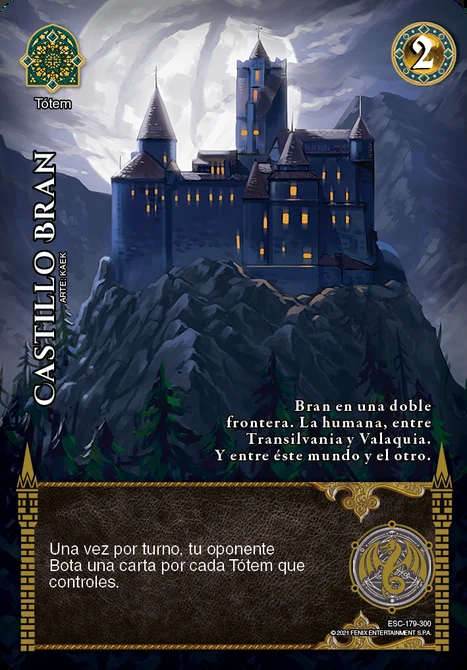 2
Tótem
CASTILLO BRAN
ARTE: KAEK
Bran en una doble
frontera. La humana, entre
Transilvania y Valaquia.
Y entre éste mundo y el otro.
Una vez por turno, tu oponente
Bota una carta por cada Tótem que
controles.
ESC-179-300
©2021 FENIX ENTERTAINMENT S.P.A.